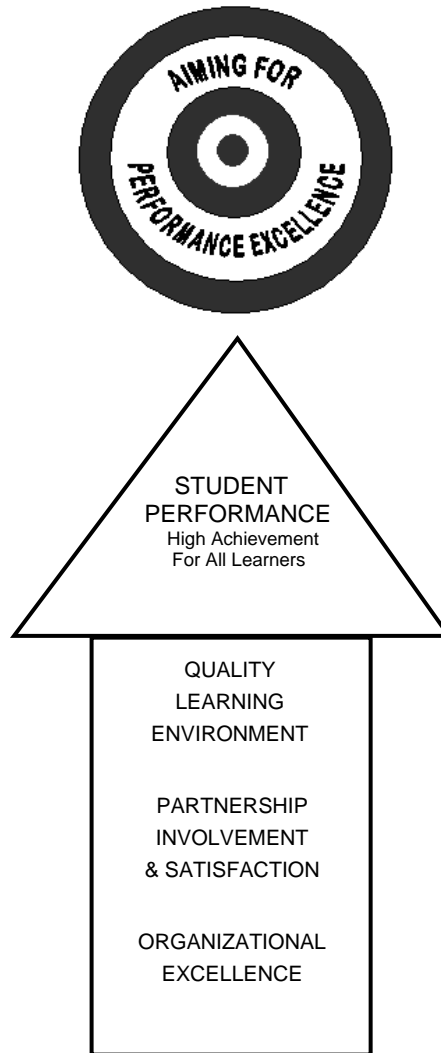 AIMING FOR
PERFORMANCE EXCELLENCE
STUDENT
PERFORMANCE
High Achievement
For All Learners
QUALITY
LEARNING
ENVIRONMENT
PARTNERSHIP
INVOLVEMENT
& SATISFACTION
ORGANIZATIONAL
EXCELLENCE